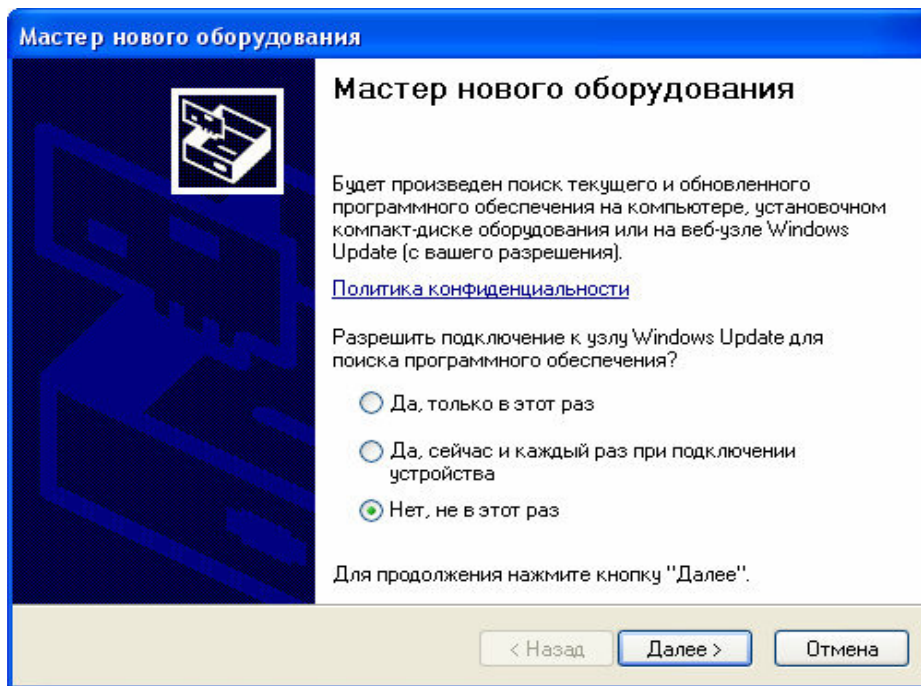 Мастер нового оборудования
Мастер нового оборудования
Будет произведен поиск текущего и обновленного
программного обеспечения на компьютере, установочном
компакт-диске оборудования или на веб-узле Windows
Update (с вашего разрешения).
Политика конфиденциальности
Разрешить подключение к узлу Windows Update для
поиска программного обеспечения?
Да, только в этот раз
Да, сейчас и каждый раз при подключении
устройства
Нет, не в этот раз
Для продолжения нажмите кнопку "Далее".
< Назад Далее > Отмена